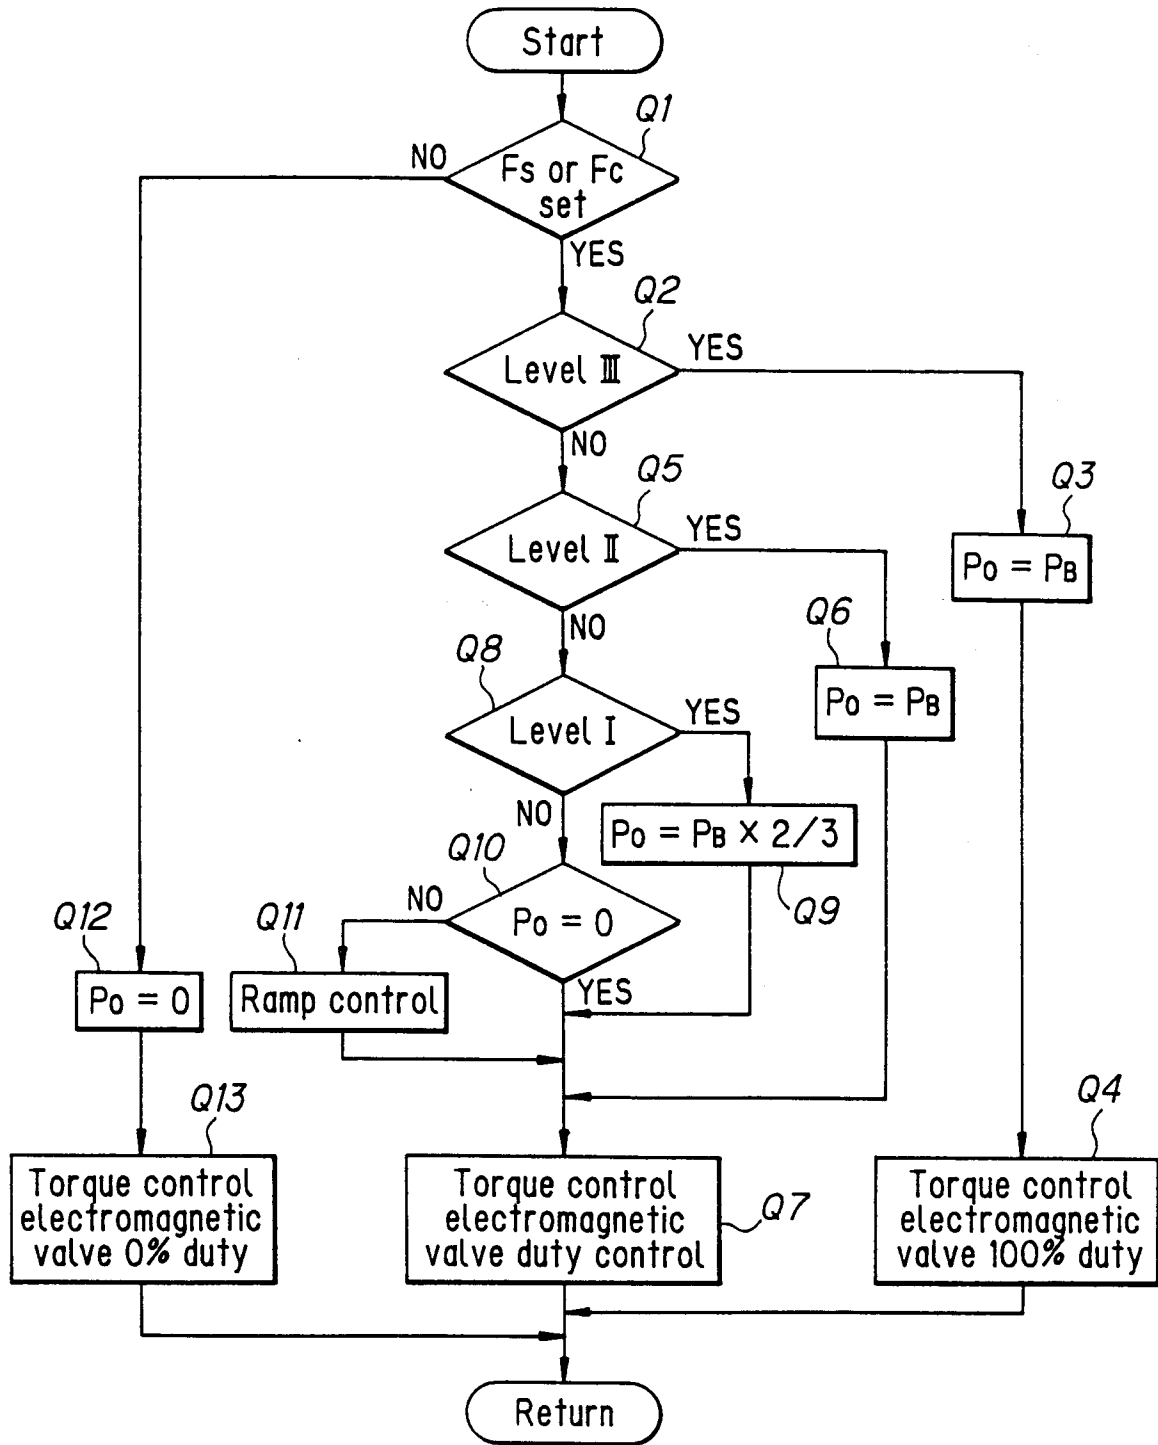 Start
Q1
NO
Fs or Fc
set
YES
Q2
YES
Level III
NO
Q5
YES
Level II
NO
Q3
Po = PB
Q6
Po = PB
Q8
YES
Level I
NO
Po = PB × 2/3
Q9
Q10
NO
Po = 0
YES
Q11
Ramp control
Q12
Po = 0
Q13
Torque control
electromagnetic
valve 0% duty
Torque control
electromagnetic
valve duty control
Q7
Q4
Torque control
electromagnetic
valve 100% duty
Return